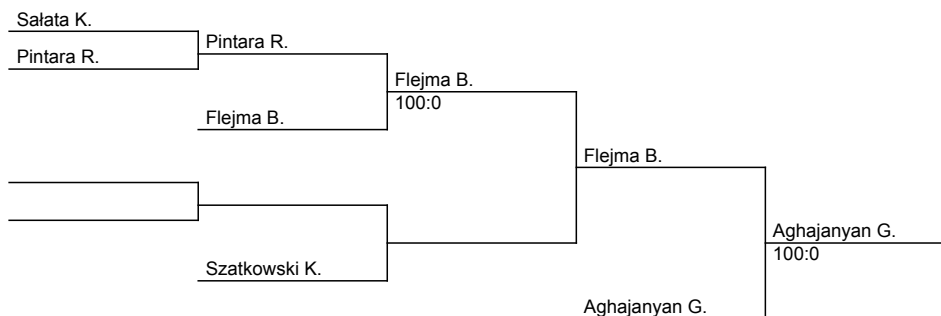 Sałata K.
Pintara R.
Pintara R.
Flejma B.
100:0
Flejma B.
Flejma B.
Aghajanyan G.
100:0
Szatkowski K.
Aghajanyan G.